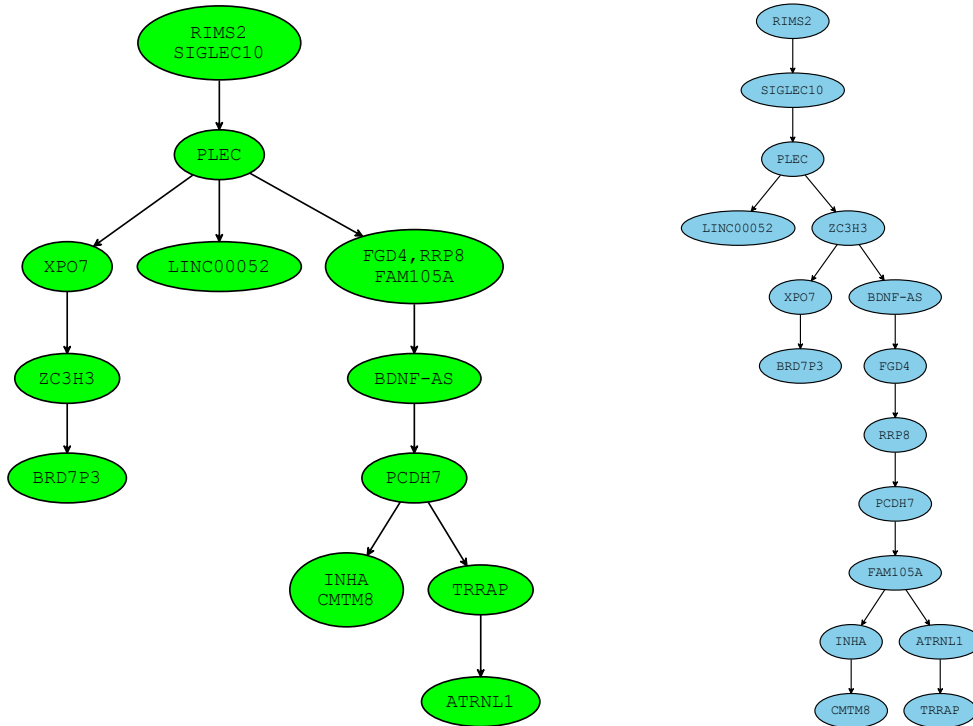 RIMS2
SIGLEC10
PLEC
XPO7
LINC00052
FGD4,RRP8
FAM105A
ZC3H3
BDNF-AS
BRD7P3
PCDH7
INHA
CMTM8
TRRAP
ATRNL1
RIMS2
SIGLEC10
PLEC
LINC00052
ZC3H3
XPO7
BDNF-AS
BRD7P3
FGD4
RRP8
PCDH7
FAM105A
INHA
ATRNL1
CMTM8
TRRAP